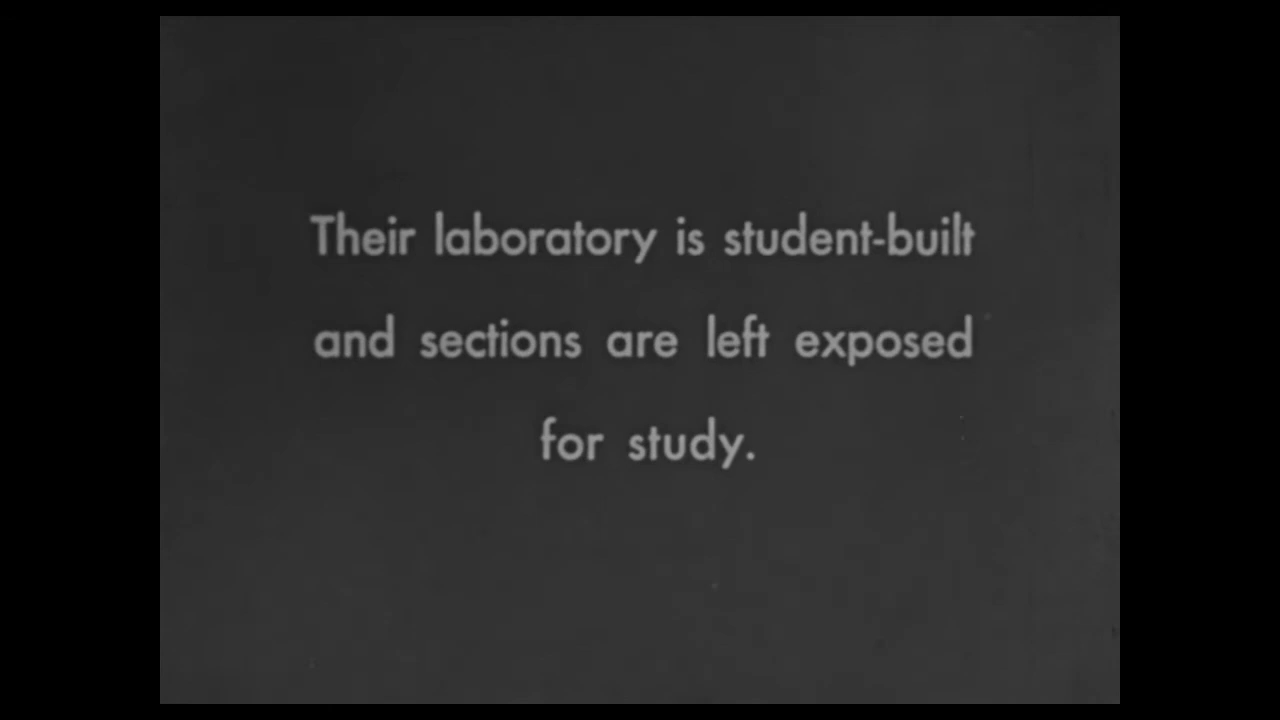 Their laboratory is student-built
and sections are left exposed
for study.